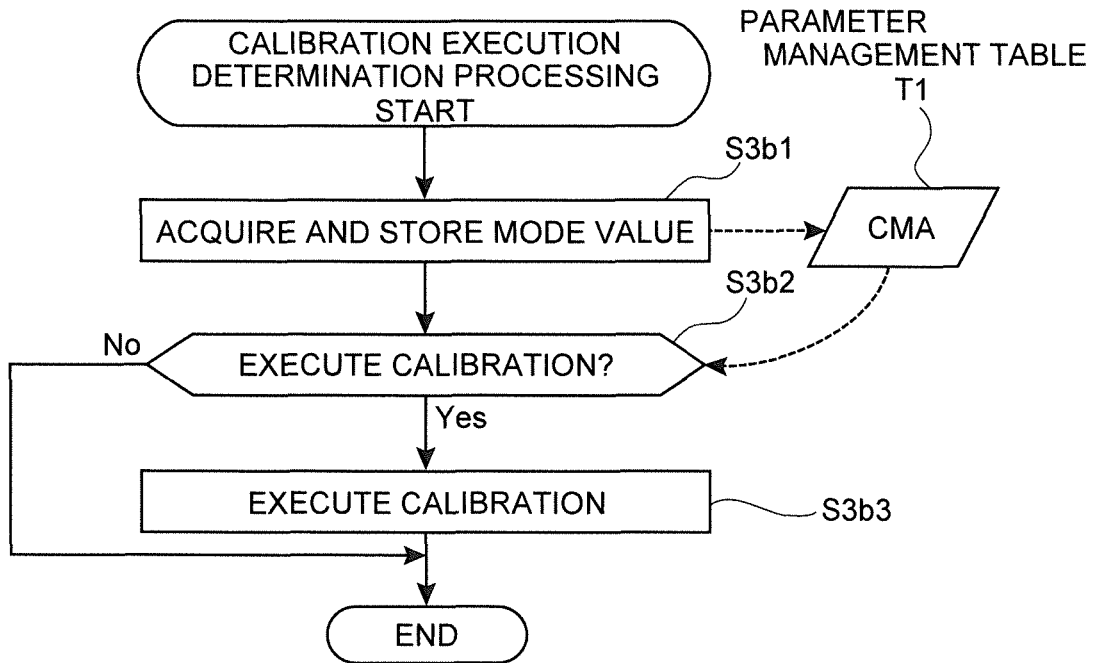 CALIBRATION EXECUTION
DETERMINATION PROCESSING
START
PARAMETER
MANAGEMENT TABLE
T1
S3b1
ACQUIRE AND STORE MODE VALUE
CMA
S3b2
No
EXECUTE CALIBRATION?
Yes
EXECUTE CALIBRATION
S3b3
END